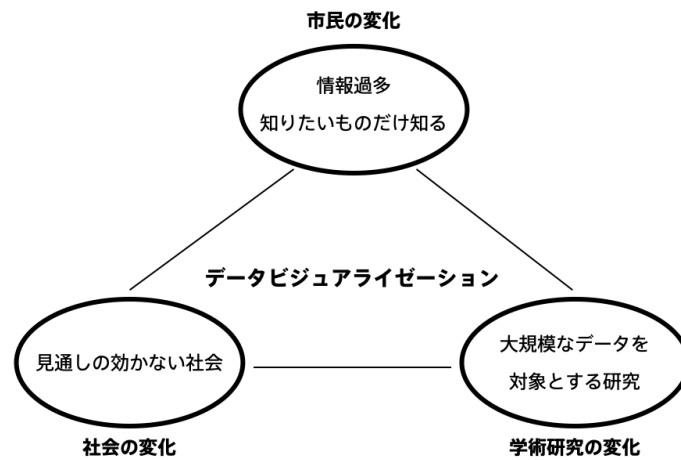 市民の変化
情報過多
知りたいものだけ知る
データビジュアライゼーション
見通しの効かない社会
社会の変化
大規模なデータを
対象とする研究
学術研究の変化